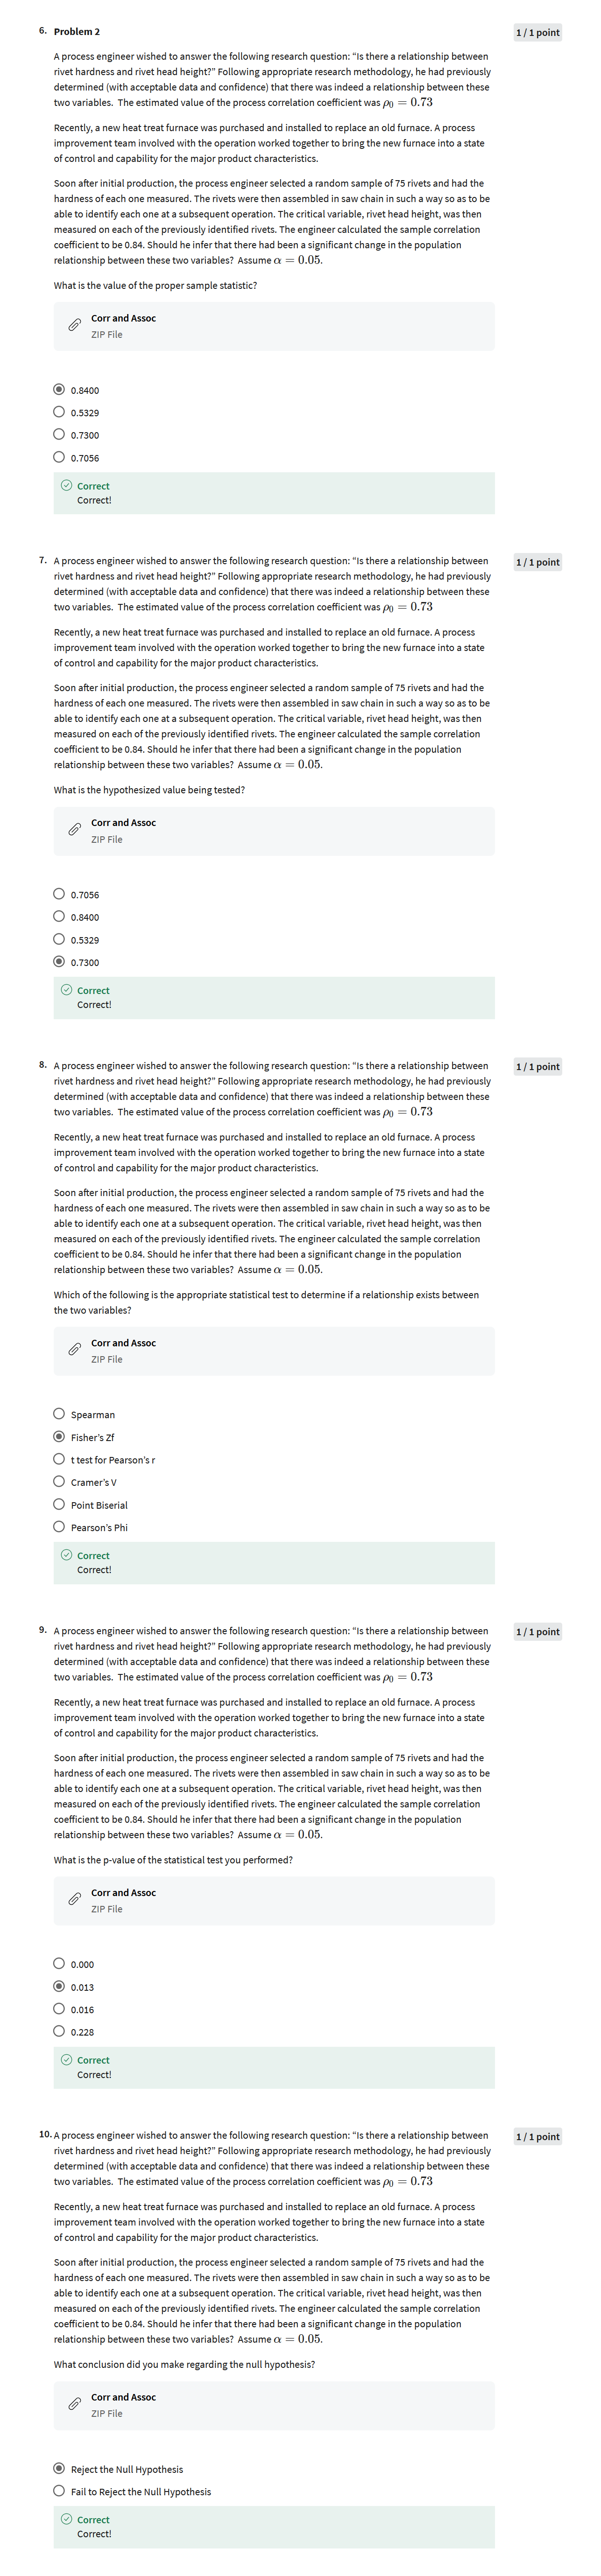 6. Problem 2
1 / 1 point
A process engineer wished to answer the following research question: “Is there a relationship between
rivet hardness and rivet head height?” Following appropriate research methodology, he had previously
determined (with acceptable data and confidence) that there was indeed a relationship between these
two variables. The estimated value of the process correlation coefficient was ρ₀ = 0.73
Recently, a new heat treat furnace was purchased and installed to replace an old furnace. A process
improvement team involved with the operation worked together to bring the new furnace into a state
of control and capability for the major product characteristics.
Soon after initial production, the process engineer selected a random sample of 75 rivets and had the
hardness of each one measured. The rivets were then assembled in saw chain in such a way so as to be
able to identify each one at a subsequent operation. The critical variable, rivet head height, was then
measured on each of the previously identified rivets. The engineer calculated the sample correlation
coefficient to be 0.84. Should he infer that there had been a significant change in the population
relationship between these two variables? Assume α = 0.05.
What is the value of the proper sample statistic?
Corr and Assoc
ZIP File
0.8400
0.5329
0.7300
0.7056
Correct
Correct!
7. A process engineer wished to answer the following research question: “Is there a relationship between
1 / 1 point
rivet hardness and rivet head height?” Following appropriate research methodology, he had previously
determined (with acceptable data and confidence) that there was indeed a relationship between these
two variables. The estimated value of the process correlation coefficient was ρ₀ = 0.73
Recently, a new heat treat furnace was purchased and installed to replace an old furnace. A process
improvement team involved with the operation worked together to bring the new furnace into a state
of control and capability for the major product characteristics.
Soon after initial production, the process engineer selected a random sample of 75 rivets and had the
hardness of each one measured. The rivets were then assembled in saw chain in such a way so as to be
able to identify each one at a subsequent operation. The critical variable, rivet head height, was then
measured on each of the previously identified rivets. The engineer calculated the sample correlation
coefficient to be 0.84. Should he infer that there had been a significant change in the population
relationship between these two variables? Assume α = 0.05.
What is the hypothesized value being tested?
Corr and Assoc
ZIP File
0.7056
0.8400
0.5329
0.7300
Correct
Correct!
8. A process engineer wished to answer the following research question: “Is there a relationship between
1 / 1 point
rivet hardness and rivet head height?” Following appropriate research methodology, he had previously
determined (with acceptable data and confidence) that there was indeed a relationship between these
two variables. The estimated value of the process correlation coefficient was ρ₀ = 0.73
Recently, a new heat treat furnace was purchased and installed to replace an old furnace. A process
improvement team involved with the operation worked together to bring the new furnace into a state
of control and capability for the major product characteristics.
Soon after initial production, the process engineer selected a random sample of 75 rivets and had the
hardness of each one measured. The rivets were then assembled in saw chain in such a way so as to be
able to identify each one at a subsequent operation. The critical variable, rivet head height, was then
measured on each of the previously identified rivets. The engineer calculated the sample correlation
coefficient to be 0.84. Should he infer that there had been a significant change in the population
relationship between these two variables? Assume α = 0.05.
Which of the following is the appropriate statistical test to determine if a relationship exists between
the two variables?
Corr and Assoc
ZIP File
Spearman
Fisher’s Zf
t test for Pearson’s r
Cramer’s V
Point Biserial
Pearson’s Phi
Correct
Correct!
9. A process engineer wished to answer the following research question: “Is there a relationship between
1 / 1 point
rivet hardness and rivet head height?” Following appropriate research methodology, he had previously
determined (with acceptable data and confidence) that there was indeed a relationship between these
two variables. The estimated value of the process correlation coefficient was ρ₀ = 0.73
Recently, a new heat treat furnace was purchased and installed to replace an old furnace. A process
improvement team involved with the operation worked together to bring the new furnace into a state
of control and capability for the major product characteristics.
Soon after initial production, the process engineer selected a random sample of 75 rivets and had the
hardness of each one measured. The rivets were then assembled in saw chain in such a way so as to be
able to identify each one at a subsequent operation. The critical variable, rivet head height, was then
measured on each of the previously identified rivets. The engineer calculated the sample correlation
coefficient to be 0.84. Should he infer that there had been a significant change in the population
relationship between these two variables? Assume α = 0.05.
What is the p-value of the statistical test you performed?
Corr and Assoc
ZIP File
0.000
0.013
0.016
0.228
Correct
Correct!
10. A process engineer wished to answer the following research question: “Is there a relationship between
1 / 1 point
rivet hardness and rivet head height?” Following appropriate research methodology, he had previously
determined (with acceptable data and confidence) that there was indeed a relationship between these
two variables. The estimated value of the process correlation coefficient was ρ₀ = 0.73
Recently, a new heat treat furnace was purchased and installed to replace an old furnace. A process
improvement team involved with the operation worked together to bring the new furnace into a state
of control and capability for the major product characteristics.
Soon after initial production, the process engineer selected a random sample of 75 rivets and had the
hardness of each one measured. The rivets were then assembled in saw chain in such a way so as to be
able to identify each one at a subsequent operation. The critical variable, rivet head height, was then
measured on each of the previously identified rivets. The engineer calculated the sample correlation
coefficient to be 0.84. Should he infer that there had been a significant change in the population
relationship between these two variables? Assume α = 0.05.
What conclusion did you make regarding the null hypothesis?
Corr and Assoc
ZIP File
Reject the Null Hypothesis
Fail to Reject the Null Hypothesis
Correct
Correct!